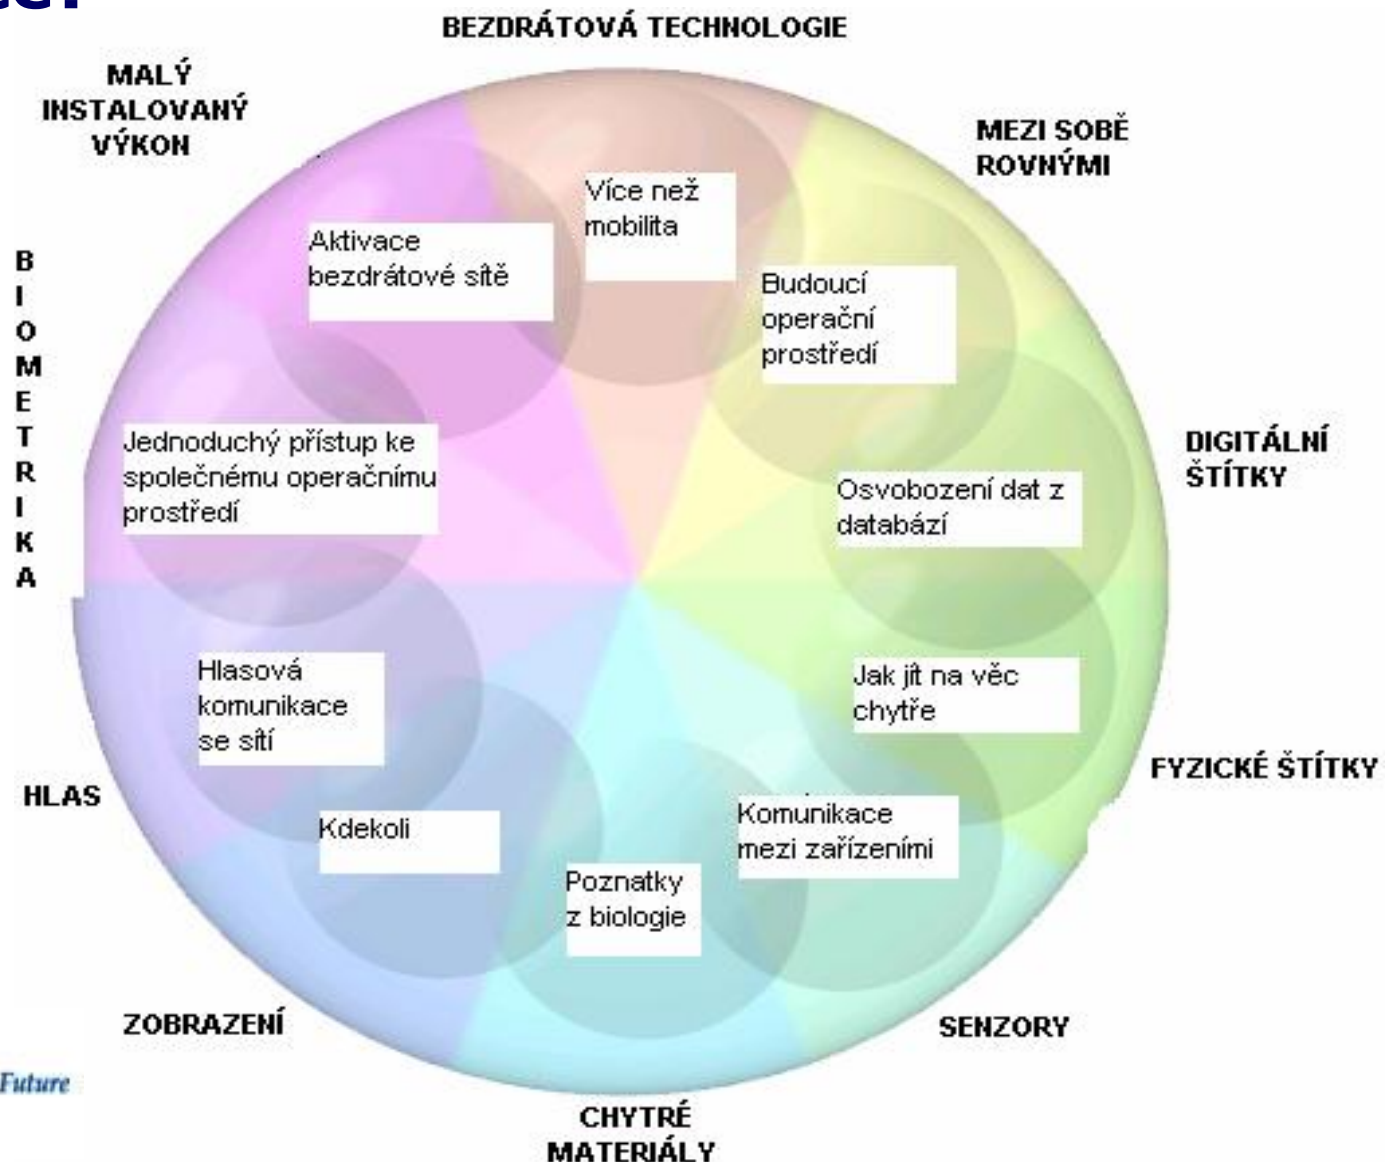 BEZDRÁTOVÁ TECHNOLOGIE
MALÝ
INSTALOVANÝ
VÝKON
MEZI SOBĚ
ROVNÝMI
Více než
mobilita
Aktivace
bezdrátové sítě
Budoucí
operační
prostředí
BIOMETRIKA
Jednoduchý přístup ke
společnému operačnímu
prostředí
DIGITÁLNÍ
ŠTÍTKY
Osvobození dat z
databází
Hlasová
komunikace
se sítí
Jak jít na věc
chytře
FYZICKÉ ŠTÍTKY
HLAS
Kdekoli
Komunikace
mezi zařízeními
Poznatky
z biologie
ZOBRAZENÍ
SENZORY
Future
CHYTRÉ
MATERIÁLY